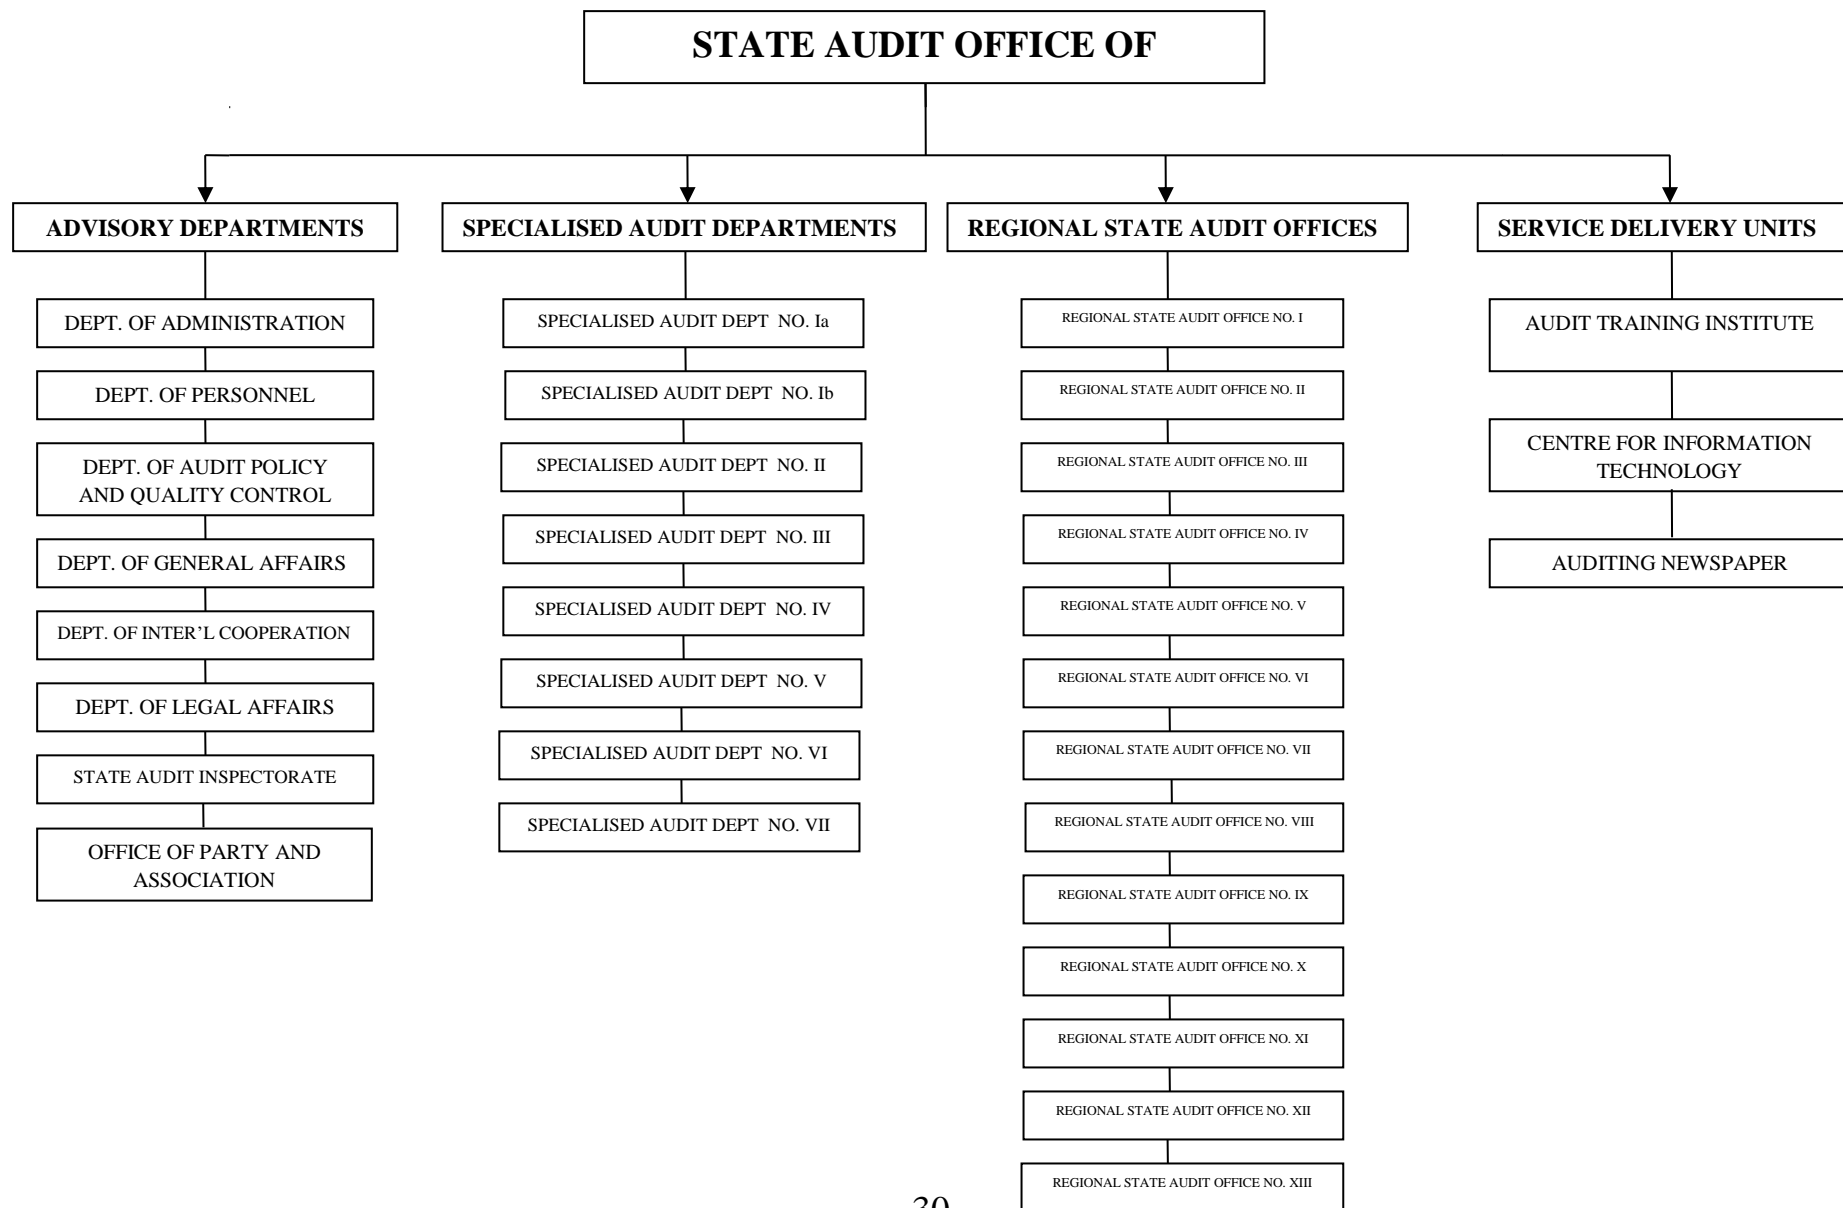 STATE AUDIT OFFICE OF
ADVISORY DEPARTMENTS
DEPT. OF ADMINISTRATION
DEPT. OF PERSONNEL
DEPT. OF AUDIT POLICY
AND QUALITY CONTROL
DEPT. OF GENERAL AFFAIRS
DEPT. OF INTER’L COOPERATION
DEPT. OF LEGAL AFFAIRS
STATE AUDIT INSPECTORATE
OFFICE OF PARTY AND
ASSOCIATION
SPECIALISED AUDIT DEPARTMENTS
SPECIALISED AUDIT DEPT NO. Ia
SPECIALISED AUDIT DEPT NO. Ib
SPECIALISED AUDIT DEPT NO. II
SPECIALISED AUDIT DEPT NO. III
SPECIALISED AUDIT DEPT NO. IV
SPECIALISED AUDIT DEPT NO. V
SPECIALISED AUDIT DEPT NO. VI
SPECIALISED AUDIT DEPT NO. VII
REGIONAL STATE AUDIT OFFICES
REGIONAL STATE AUDIT OFFICE NO. I
REGIONAL STATE AUDIT OFFICE NO. II
REGIONAL STATE AUDIT OFFICE NO. III
REGIONAL STATE AUDIT OFFICE NO. IV
REGIONAL STATE AUDIT OFFICE NO. V
REGIONAL STATE AUDIT OFFICE NO. VI
REGIONAL STATE AUDIT OFFICE NO. VII
REGIONAL STATE AUDIT OFFICE NO. VIII
REGIONAL STATE AUDIT OFFICE NO. IX
REGIONAL STATE AUDIT OFFICE NO. X
REGIONAL STATE AUDIT OFFICE NO. XI
REGIONAL STATE AUDIT OFFICE NO. XII
REGIONAL STATE AUDIT OFFICE NO. XIII
SERVICE DELIVERY UNITS
AUDIT TRAINING INSTITUTE
CENTRE FOR INFORMATION
TECHNOLOGY
AUDITING NEWSPAPER
30